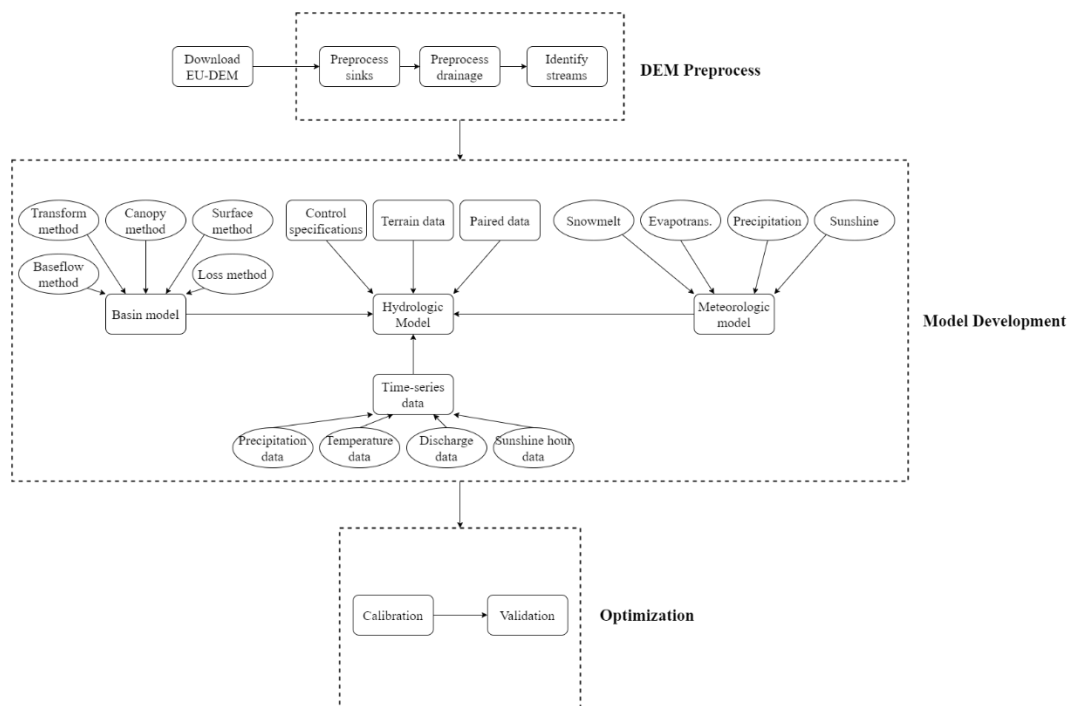 Download
EU-DEM
Preprocess
sinks
Preprocess
drainage
Identify
streams
DEM Preprocess
Transform
method
Canopy
method
Surface
method
Baseflow
method
Loss method
Basin model
Control
specifications
Terrain data
Paired data
Hydrologic
Model
Snowmelt
Evapotrans.
Precipitation
Sunshine
Meteorologic
model
Model Development
Time-series
data
Precipitation
data
Temperature
data
Discharge
data
Sunshine hour
data
Calibration
Validation
Optimization